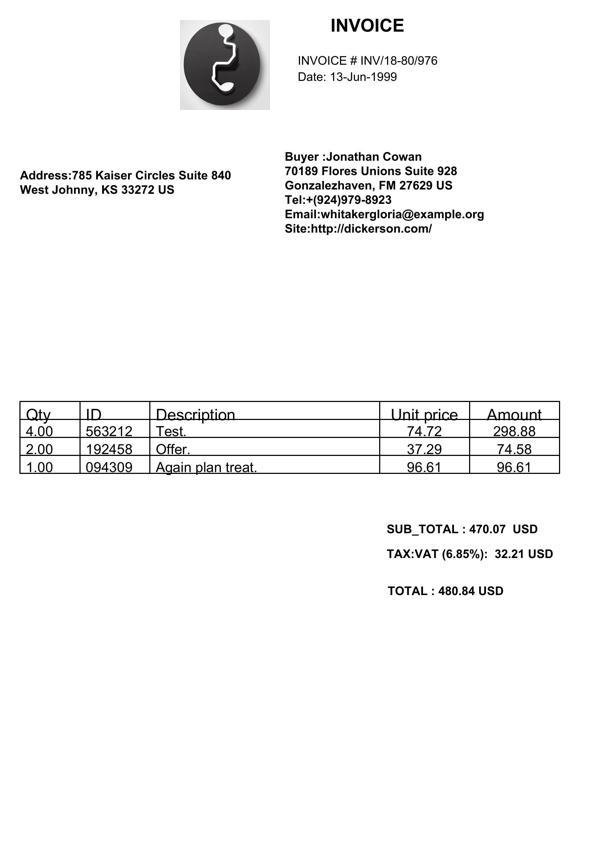 INVOICE
INVOICE # INV/18-80/976
Date: 13-Jun-1999
Address:785 Kaiser Circles Suite 840
West Johnny, KS 33272 US
Buyer :Jonathan Cowan
70189 Flores Unions Suite 928
Gonzalezhaven, FM 27629 US
Tel:+(924)979-8923
Email:whitakergloria@example.org
Site:http://dickerson.com/
Qty ID Description Unit price Amount
4.00 563212 Test. 74.72 298.88
2.00 192458 Offer. 37.29 74.58
1.00 094309 Again plan treat. 96.61 96.61
SUB_TOTAL : 470.07 USD
TAX:VAT (6.85%): 32.21 USD
TOTAL : 480.84 USD